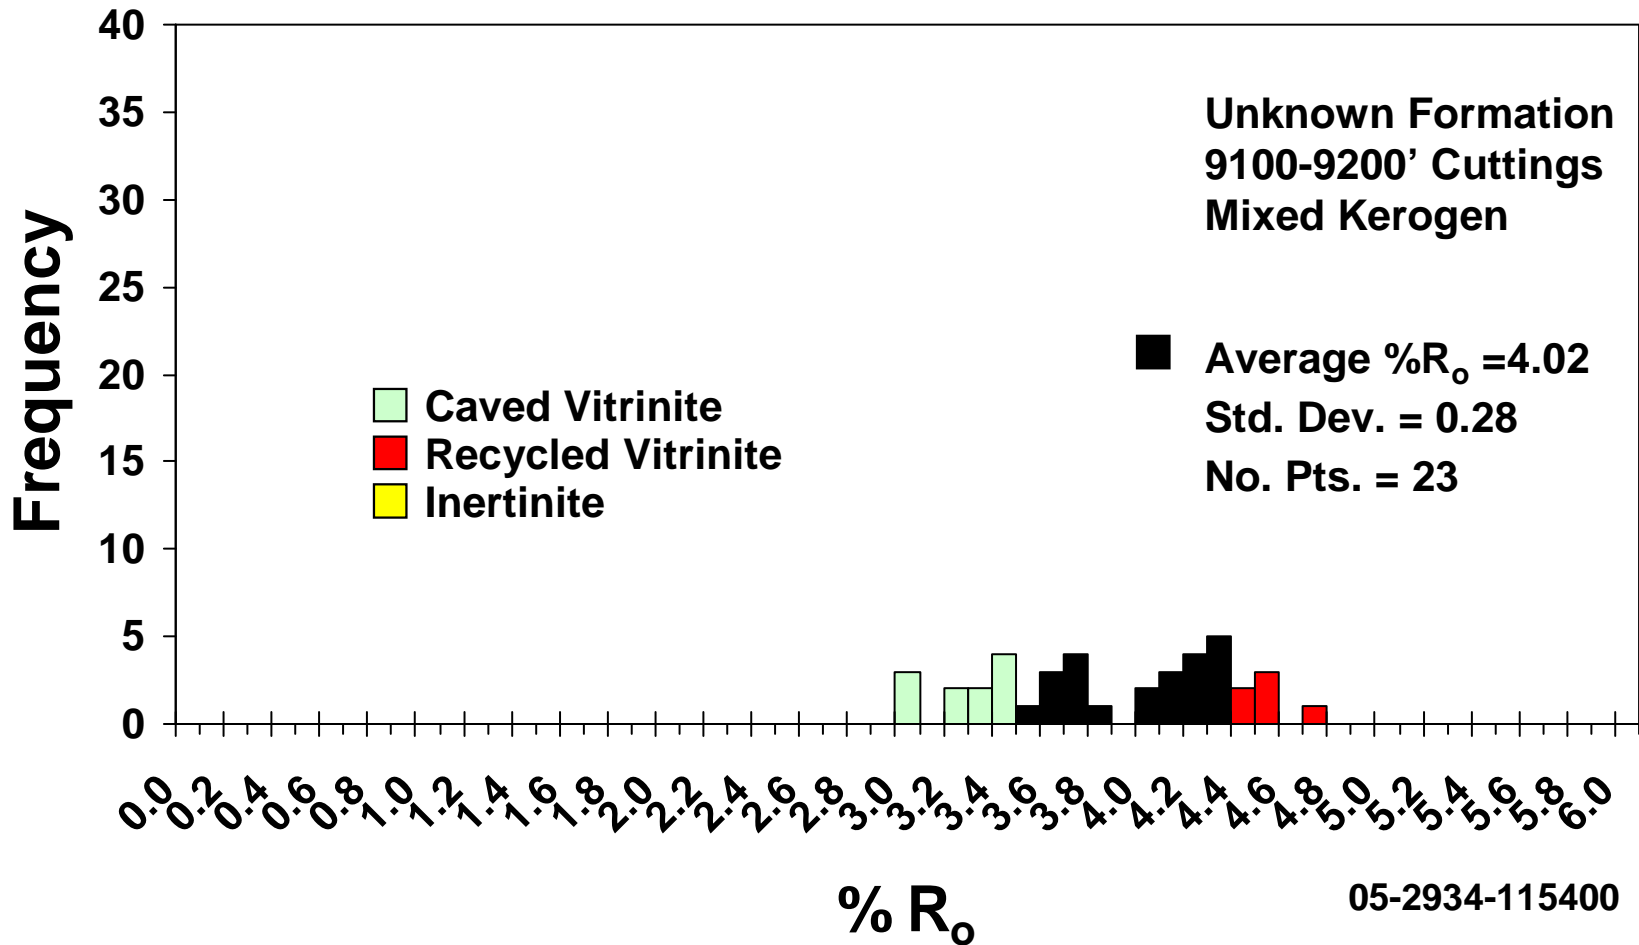 40
35
30
25
20
15
10
5
0
Frequency
Unknown Formation
9100-9200’ Cuttings
Mixed Kerogen
Average %Ro =4.02
Std. Dev. = 0.28
No. Pts. = 23
Caved Vitrinite
Recycled Vitrinite
Inertinite
0.0 0.2 0.4 0.6 0.8 1.0 1.2 1.4 1.6 1.8 2.0 2.2 2.4 2.6 2.8 3.0 3.2 3.4 3.6 3.8 4.0 4.2 4.4 4.6 4.8 5.0 5.2 5.4 5.6 5.8 6.0
% Ro
05-2934-115400